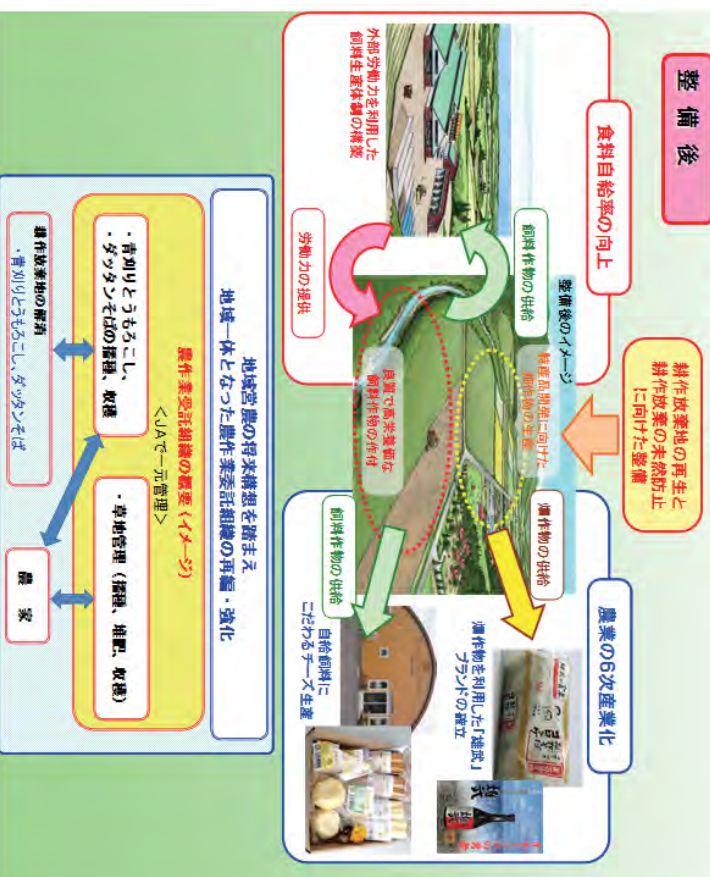 整備後
耕作放棄地の再生と
耕作放棄の未然防止
に向けた整備
食料自給率の向上
外部労働力を利用した
飼料生産体制の構築
飼料作物の供給
労働力の提供
整備後のイメージ
特産品開発に向けた
畑作物の生産
良質で高栄養価な
飼料作物の作付
農業の6次産業化
畑作物の供給
飼料作物の供給
畑作物を利用した「雄武」
ブランドの確立
雄武
自給飼料に
こだわるチーズ生産
地域営農の将来構想を踏まえ
地域一体となった農作業委託組織の再編・強化
農作業受託組織の概要(イメージ)
<JAで一元管理>
・青刈りとうもろこし、
ダッタンそばの播種、収穫
・草地管理(播種、堆肥、収穫)
耕作放棄地の解消
・青刈りとうもろこし、ダッタンそば
農家